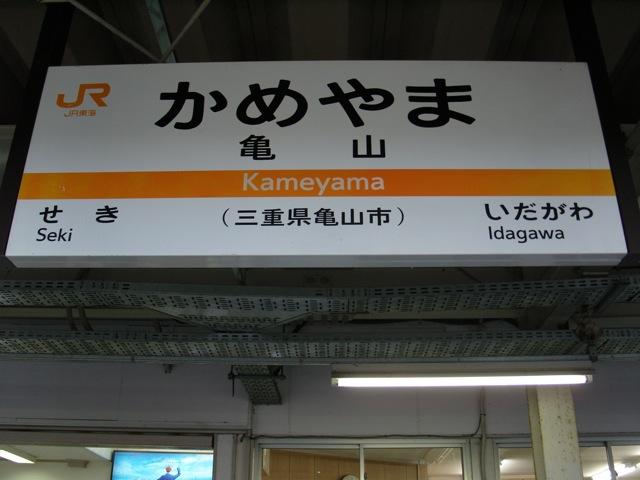 JR
JR東海
かめやま
亀山
Kameyama
せき
Seki
(三重県亀山市)
いだがわ
Idagawa